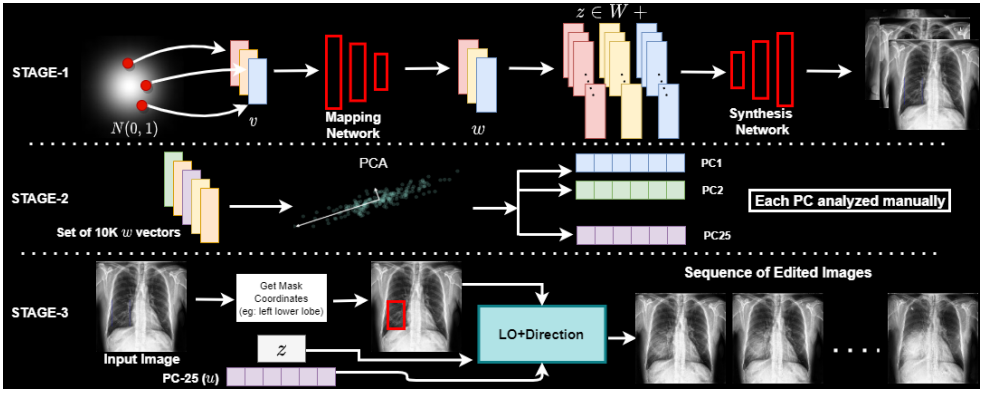 z ∈ W +
STAGE-1
N(0, 1)
v
Mapping
Network
w
Synthesis
Network
PCA
PC1
STAGE-2
PC2
Each PC analyzed manually
Set of 10K w vectors
PC25
Sequence of Edited Images
Get Mask
Coordinates
(eg: left lower lobe)
STAGE-3
LO+Direction
Input Image
z
PC-25 (u)